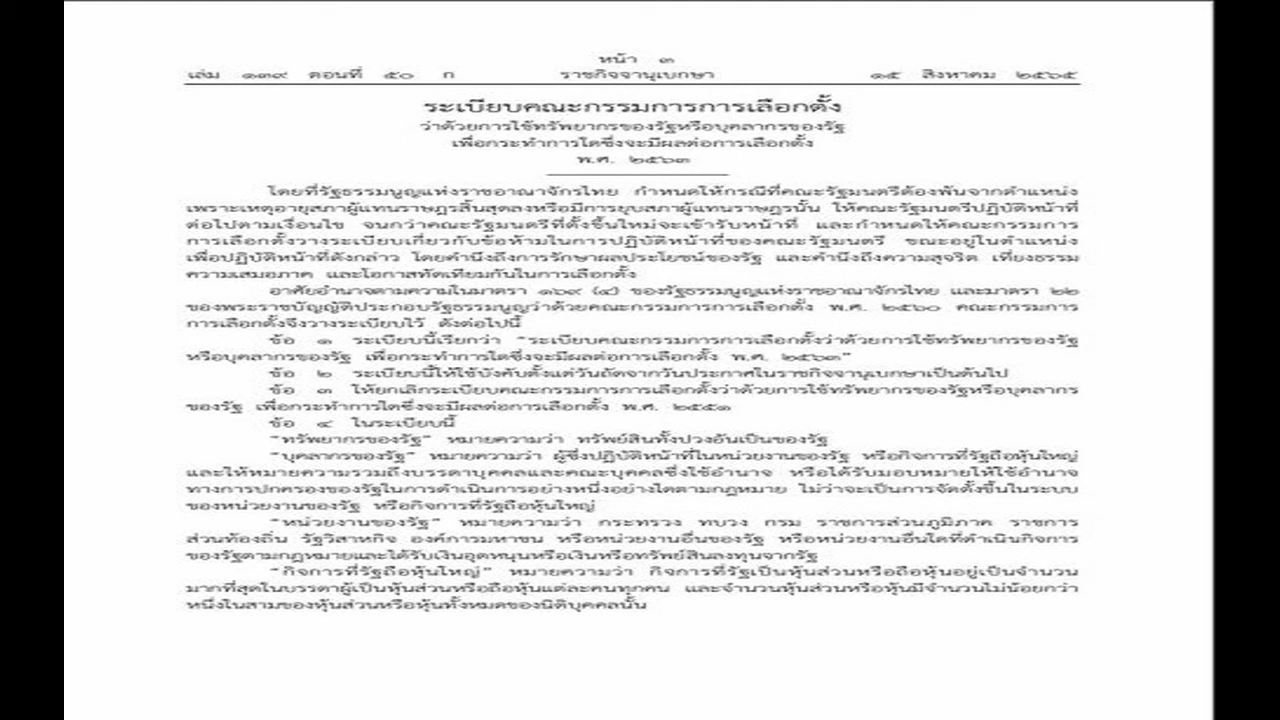 หน้า ๓
เล่ม ๑๓๙ ตอนที่ ๕๐ ก ราชกิจจานุเบกษา ๑๕ สิงหาคม ๒๕๖๕
ระเบียบคณะกรรมการการเลือกตั้ง
ว่าด้วยการใช้ทรัพยากรของรัฐหรือบุคลากรของรัฐ
เพื่อกระทำการใดซึ่งจะมีผลต่อการเลือกตั้ง
พ.ศ. ๒๕๖๓
โดยที่รัฐธรรมนูญแห่งราชอาณาจักรไทย กำหนดให้กรณีที่คณะรัฐมนตรีต้องพ้นจากตำแหน่ง
เพราะเหตุอายุสภาผู้แทนราษฎรสิ้นสุดลงหรือมีการยุบสภาผู้แทนราษฎรนั้น ให้คณะรัฐมนตรีปฏิบัติหน้าที่
ต่อไปตามเงื่อนไข จนกว่าคณะรัฐมนตรีที่ตั้งขึ้นใหม่จะเข้ารับหน้าที่ และกำหนดให้คณะกรรมการ
การเลือกตั้งวางระเบียบเกี่ยวกับข้อห้ามในการปฏิบัติหน้าที่ของคณะรัฐมนตรี ขณะอยู่ในตำแหน่ง
เพื่อปฏิบัติหน้าที่ดังกล่าว โดยคำนึงถึงการรักษาผลประโยชน์ของรัฐ และคำนึงถึงความสุจริต เที่ยงธรรม
ความเสมอภาค และโอกาสทัดเทียมกันในการเลือกตั้ง
อาศัยอำนาจตามความในมาตรา ๑๖๙ (๔) ของรัฐธรรมนูญแห่งราชอาณาจักรไทย และมาตรา ๒๒
ของพระราชบัญญัติประกอบรัฐธรรมนูญว่าด้วยคณะกรรมการการเลือกตั้ง พ.ศ. ๒๕๖๐ คณะกรรมการ
การเลือกตั้งจึงวางระเบียบไว้ ดังต่อไปนี้
ข้อ ๑ ระเบียบนี้เรียกว่า “ระเบียบคณะกรรมการการเลือกตั้งว่าด้วยการใช้ทรัพยากรของรัฐ
หรือบุคลากรของรัฐ เพื่อกระทำการใดซึ่งจะมีผลต่อการเลือกตั้ง พ.ศ. ๒๕๖๓”
ข้อ ๒ ระเบียบนี้ให้ใช้บังคับตั้งแต่วันถัดจากวันประกาศในราชกิจจานุเบกษาเป็นต้นไป
ข้อ ๓ ให้ยกเลิกระเบียบคณะกรรมการการเลือกตั้งว่าด้วยการใช้ทรัพยากรของรัฐหรือบุคลากร
ของรัฐ เพื่อกระทำการใดซึ่งจะมีผลต่อการเลือกตั้ง พ.ศ. ๒๕๕๑
ข้อ ๔ ในระเบียบนี้
“ทรัพยากรของรัฐ” หมายความว่า ทรัพย์สินทั้งปวงอันเป็นของรัฐ
“บุคลากรของรัฐ” หมายความว่า ผู้ซึ่งปฏิบัติหน้าที่ในหน่วยงานของรัฐ หรือกิจการที่รัฐถือหุ้นใหญ่
และให้หมายความรวมถึงบรรดาบุคคลและคณะบุคคลซึ่งใช้อำนาจ หรือได้รับมอบหมายให้ใช้อำนาจ
ทางการปกครองของรัฐในการดำเนินการอย่างหนึ่งอย่างใดตามกฎหมาย ไม่ว่าจะเป็นการจัดตั้งขึ้นในระบบ
ของหน่วยงานของรัฐ หรือกิจการที่รัฐถือหุ้นใหญ่
“หน่วยงานของรัฐ” หมายความว่า กระทรวง ทบวง กรม ราชการส่วนภูมิภาค ราชการ
ส่วนท้องถิ่น รัฐวิสาหกิจ องค์การมหาชน หรือหน่วยงานอื่นของรัฐ หรือหน่วยงานอื่นใดที่ดำเนินกิจการ
ของรัฐตามกฎหมายและได้รับเงินอุดหนุนหรือเงินหรือทรัพย์สินลงทุนจากรัฐ
“กิจการที่รัฐถือหุ้นใหญ่” หมายความว่า กิจการที่รัฐเป็นหุ้นส่วนหรือถือหุ้นอยู่เป็นจำนวน
มากที่สุดในบรรดาผู้เป็นหุ้นส่วนหรือถือหุ้นแต่ละคนทุกคน และจำนวนหุ้นส่วนหรือหุ้นมีจำนวนไม่น้อยกว่า
หนึ่งในสามของหุ้นส่วนหรือหุ้นทั้งหมดของนิติบุคคลนั้น